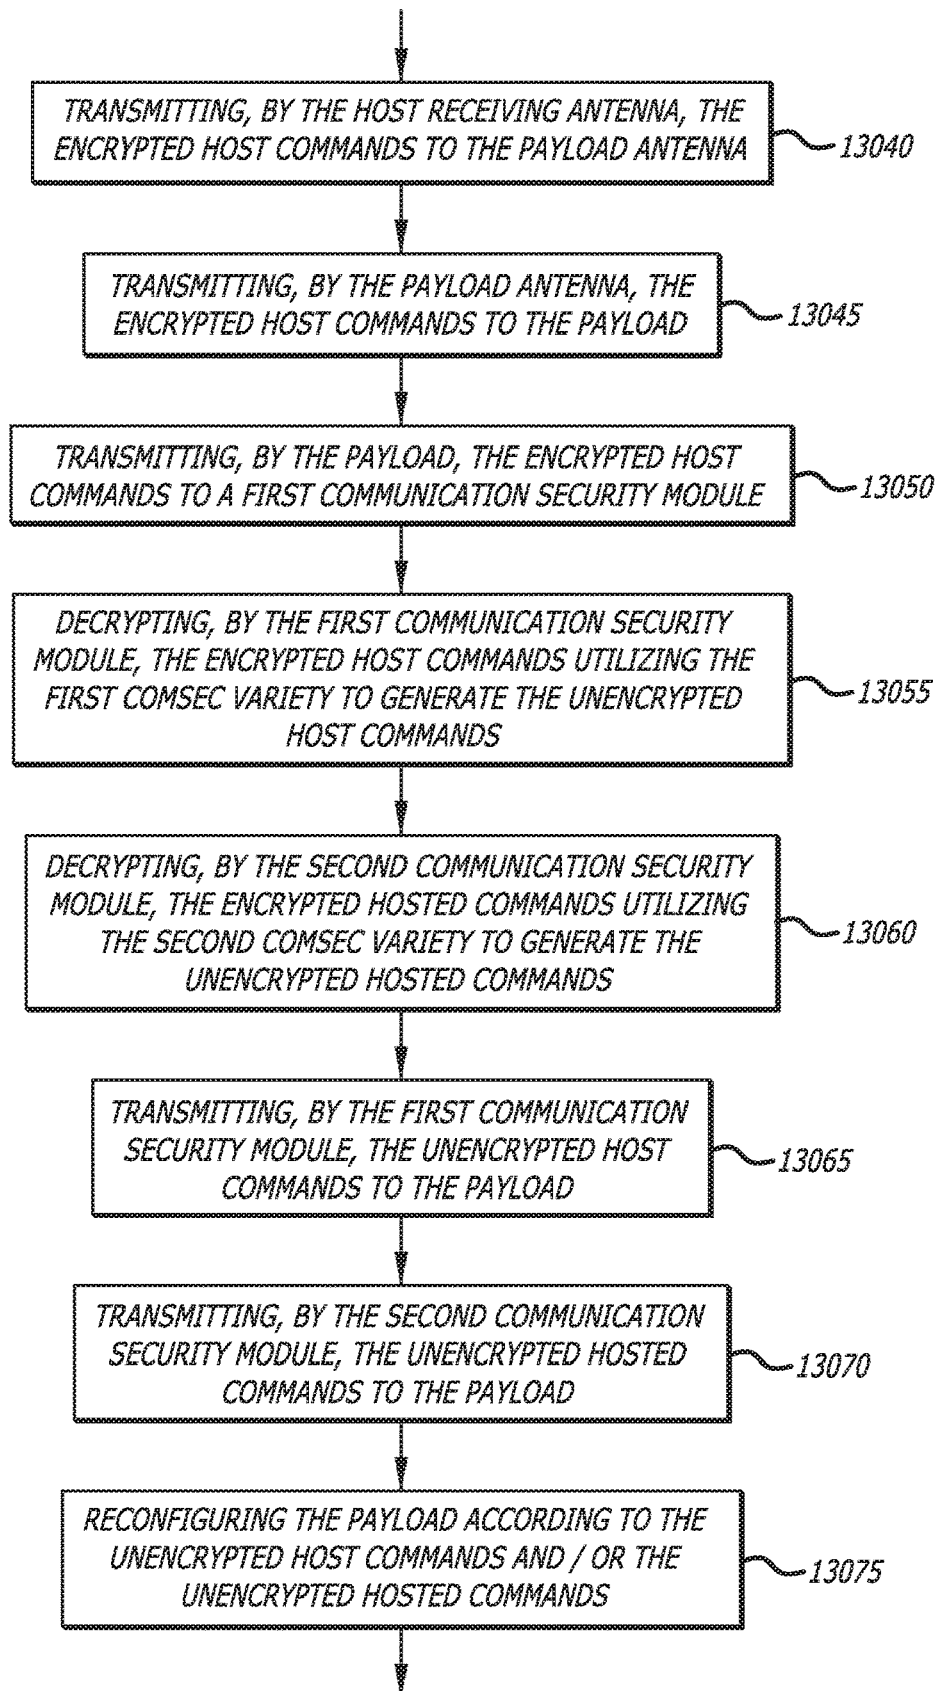 TRANSMITTING, BY THE HOST RECEIVING ANTENNA, THE
ENCRYPTED HOST COMMANDS TO THE PAYLOAD ANTENNA
13040
TRANSMITTING, BY THE PAYLOAD ANTENNA, THE
ENCRYPTED HOST COMMANDS TO THE PAYLOAD
13045
TRANSMITTING, BY THE PAYLOAD, THE ENCRYPTED HOST
COMMANDS TO A FIRST COMMUNICATION SECURITY MODULE
13050
DECRYPTING, BY THE FIRST COMMUNICATION SECURITY
MODULE, THE ENCRYPTED HOST COMMANDS UTILIZING THE
FIRST COMSEC VARIETY TO GENERATE THE UNENCRYPTED
HOST COMMANDS
13055
DECRYPTING, BY THE SECOND COMMUNICATION SECURITY
MODULE, THE ENCRYPTED HOSTED COMMANDS UTILIZING
THE SECOND COMSEC VARIETY TO GENERATE THE
UNENCRYPTED HOSTED COMMANDS
13060
TRANSMITTING, BY THE FIRST COMMUNICATION
SECURITY MODULE, THE UNENCRYPTED HOST
COMMANDS TO THE PAYLOAD
13065
TRANSMITTING, BY THE SECOND COMMUNICATION
SECURITY MODULE, THE UNENCRYPTED HOSTED
COMMANDS TO THE PAYLOAD
13070
RECONFIGURING THE PAYLOAD ACCORDING TO THE
UNENCRYPTED HOST COMMANDS AND / OR THE
UNENCRYPTED HOSTED COMMANDS
13075